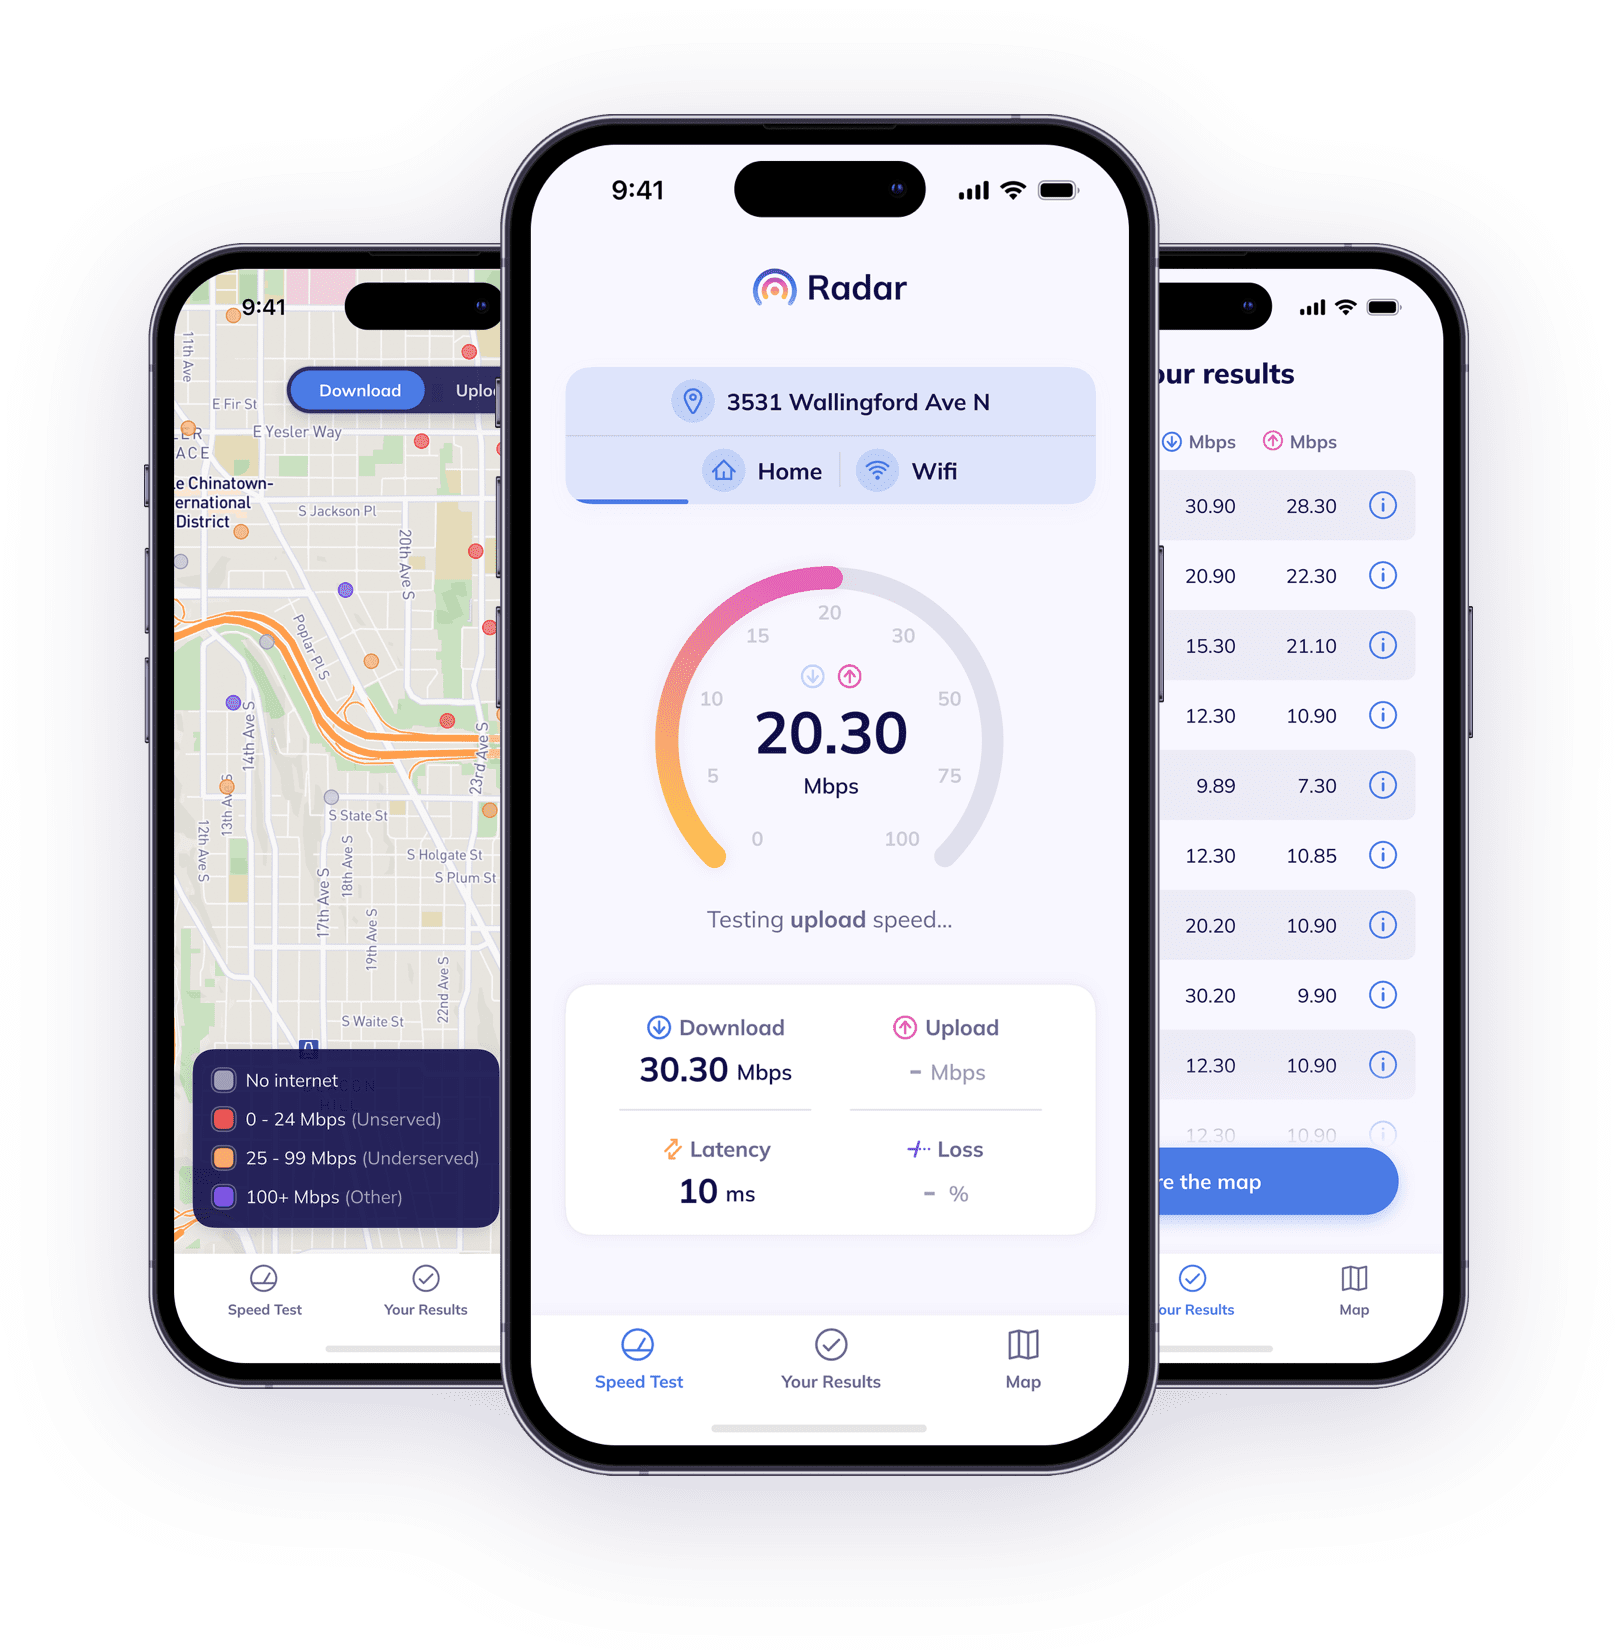 9:41
11th Ave
Download
E Fir St
E Yesler Way
ACE
e Chinatown-
ernational
District
S Jackson Pl
20th Ave S
Poplar Pl S
14th Ave S
23rd Ave S
13th Ave
S State St
12th Ave S
18th Ave S
S Holgate St
S Plum St
17th Ave S
19th Ave S
22nd Ave S
S Waite St
No internet
0 - 24 Mbps (Unserved)
25 - 99 Mbps (Underserved)
100+ Mbps (Other)
Speed Test
Your Results
9:41
Radar
3531 Wallingford Ave N
Home Wifi
20
15 30
10 50
20.30
5 75
Mbps
0 100
Testing upload speed...
Download Upload
30.30 Mbps - Mbps
Latency Loss
10 ms - %
Speed Test Your Results Map
our results
Mbps Mbps
30.90 28.30
20.90 22.30
15.30 21.10
12.30 10.90
9.89 7.30
12.30 10.85
20.20 10.90
30.20 9.90
12.30 10.90
12.30 10.90
re the map
our Results Map